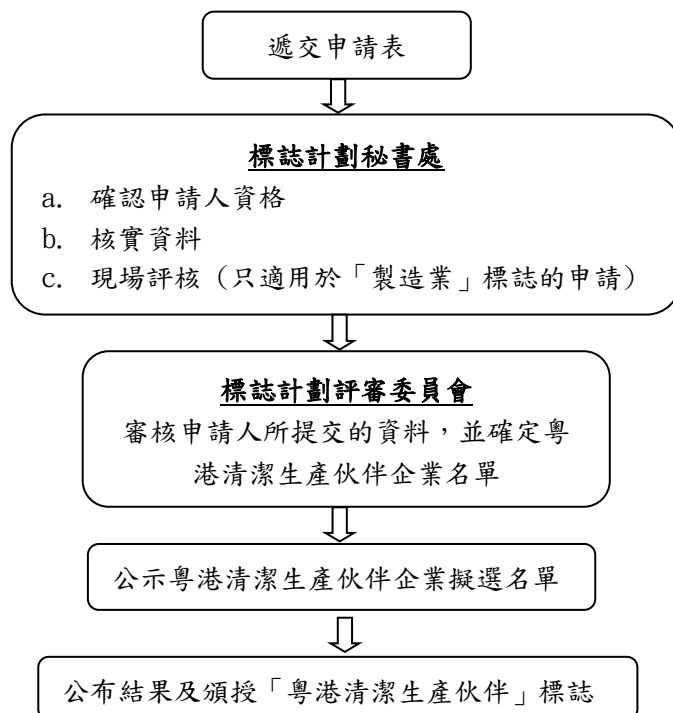 遞交申請表
標誌計劃秘書處
a. 確認申請人資格
b. 核實資料
c. 現場評核（只適用於「製造業」標誌的申請）
標誌計劃評審委員會
審核申請人所提交的資料，並確定粵
港清潔生產伙伴企業名單
公示粵港清潔生產伙伴企業擬選名單
公布結果及頒授「粵港清潔生產伙伴」標誌